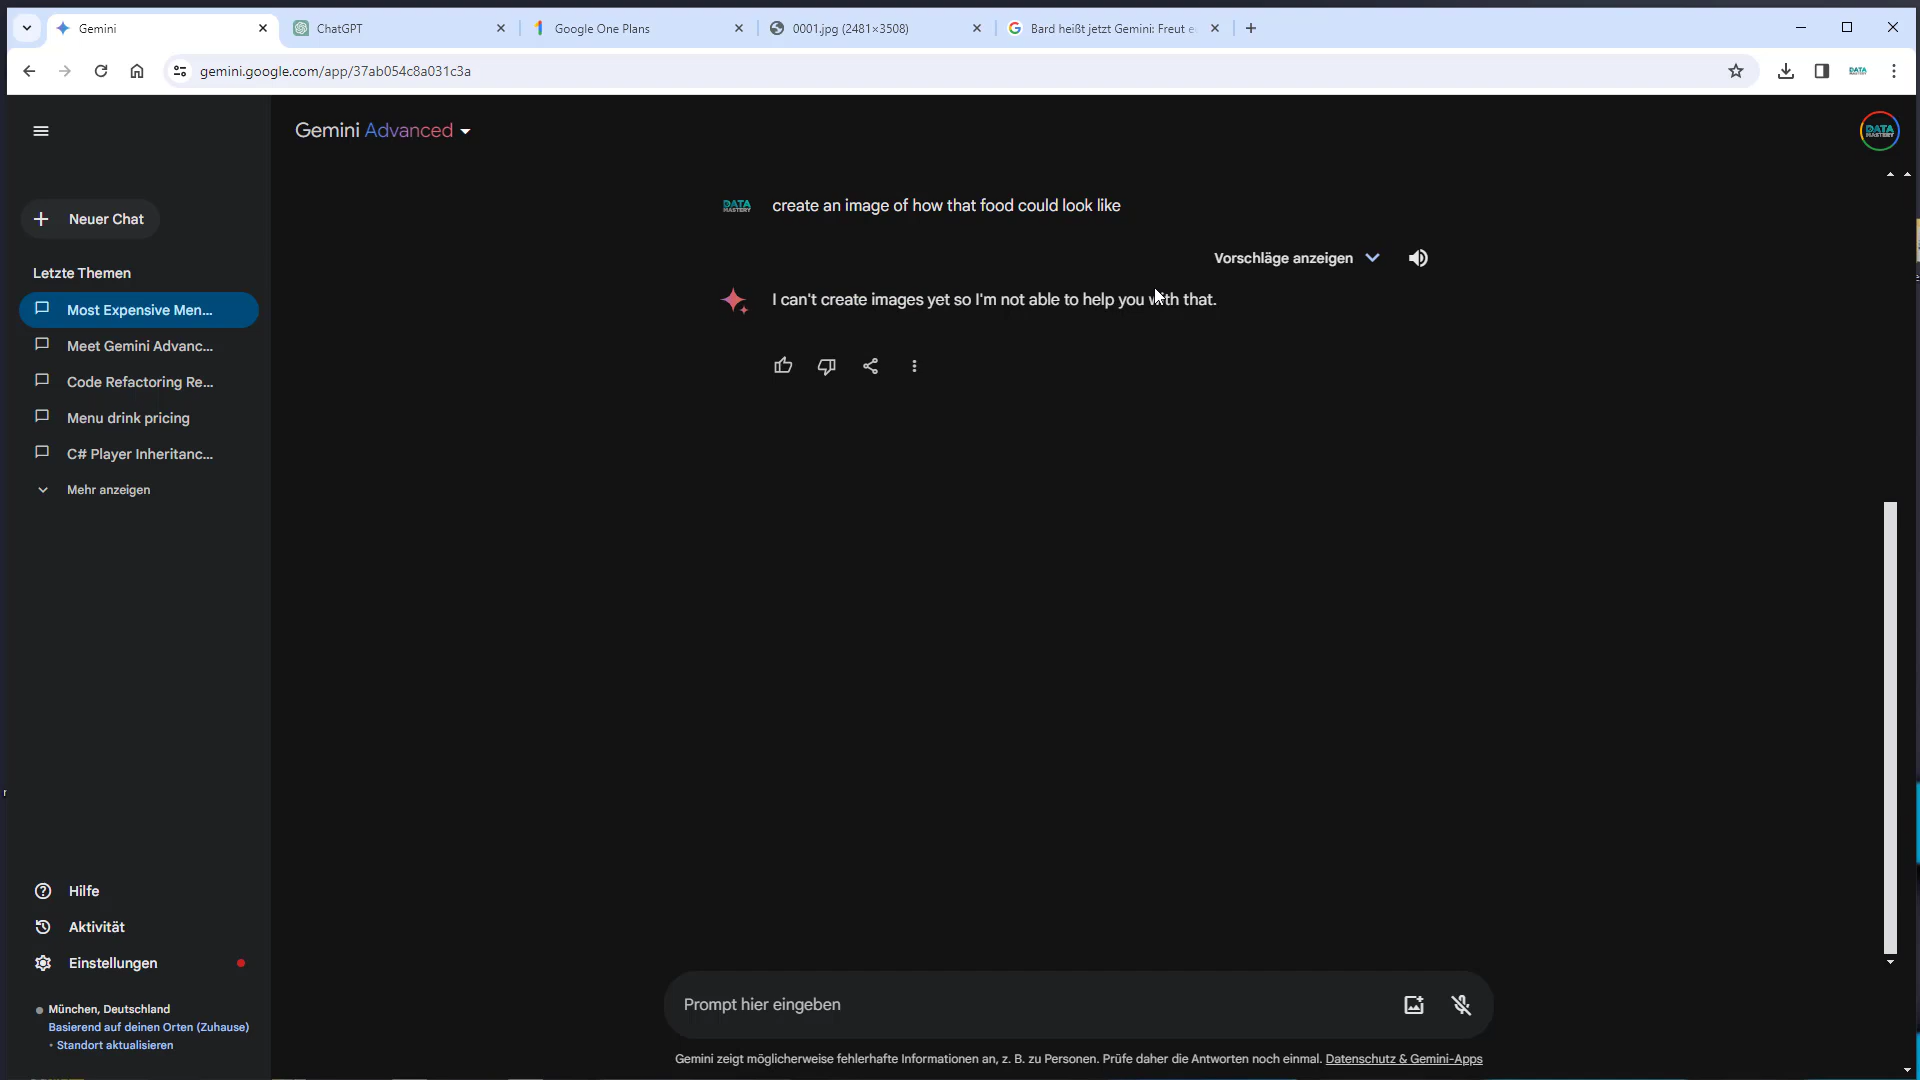 Gemini
ChatGPT
Google One Plans
0001.jpg (2481×3508)
Bard heißt jetzt Gemini: Freut e
gemini.google.com/app/37ab054c8a031c3a
DATA
Gemini Advanced
DATA MASTERY
Neuer Chat
Letzte Themen
Most Expensive Men...
Meet Gemini Advanc...
Code Refactoring Re...
Menu drink pricing
C# Player Inheritanc...
Mehr anzeigen
DATA MASTERY
create an image of how that food could look like
Vorschläge anzeigen
I can't create images yet so I'm not able to help you with that.
Hilfe
Aktivität
Einstellungen
München, Deutschland
Basierend auf deinen Orten (Zuhause)
• Standort aktualisieren
Prompt hier eingeben
Gemini zeigt möglicherweise fehlerhafte Informationen an, z. B. zu Personen. Prüfe daher die Antworten noch einmal. Datenschutz & Gemini-Apps